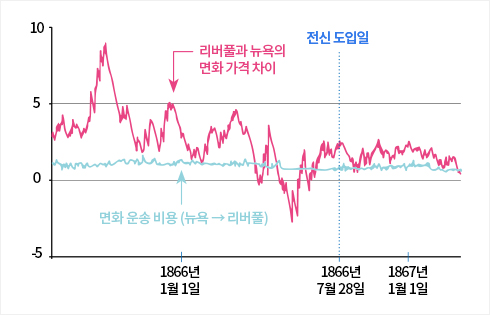 10
전신 도입일
리버풀과 뉴욕의
면화 가격 차이
5
0
면화 운송 비용 (뉴욕 → 리버풀)
-5
1866년
1월 1일
1866년
7월 28일
1867년
1월 1일